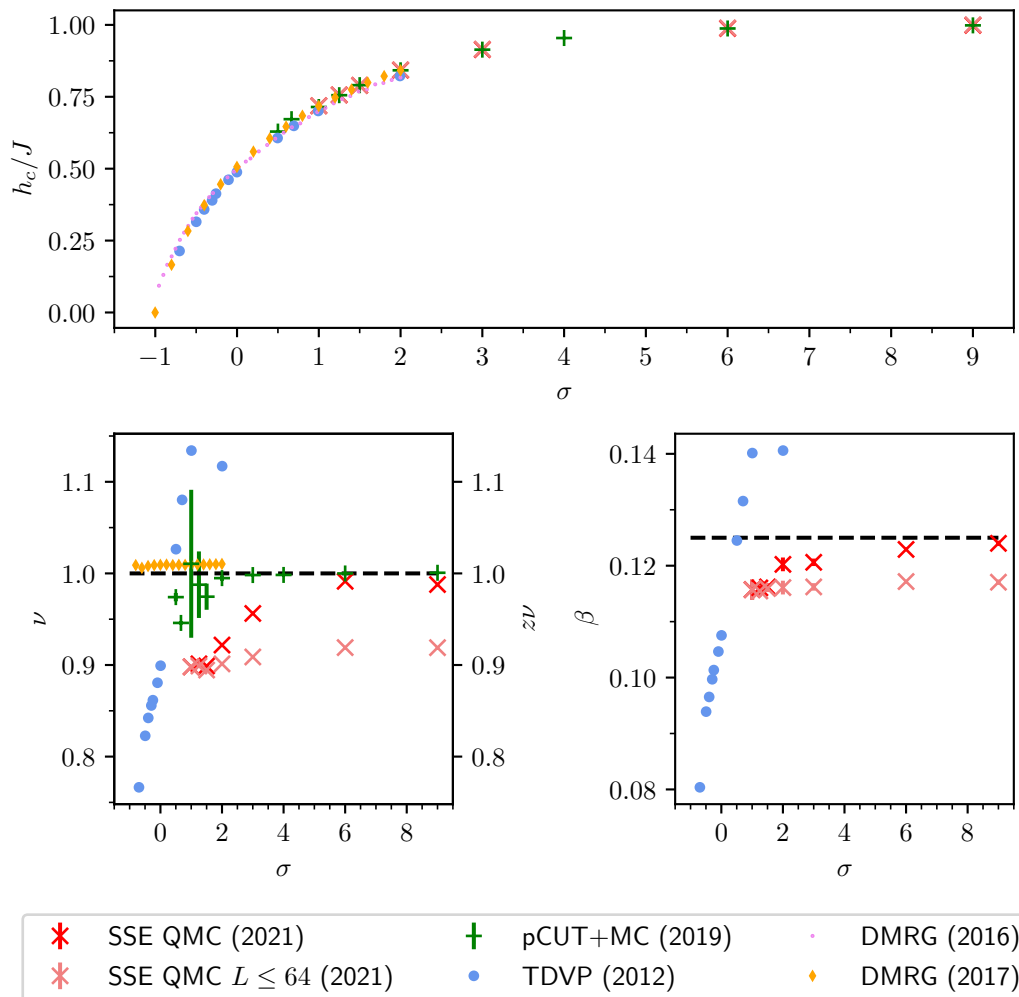 1.00
0.75
0.50
0.25
0.00
h_c/J
−1 0 1 2 3 4 5 6 7 8 9
σ
1.1
1.0
0.9
0.8
ν
0 2 4 6 8
σ
1.1
1.0
0.9
0.8
zν
0.14
0.12
0.10
0.08
β
0 2 4 6 8
σ
SSE QMC (2021) pCUT+MC (2019) DMRG (2016)
SSE QMC L ≤ 64 (2021) TDVP (2012) DMRG (2017)